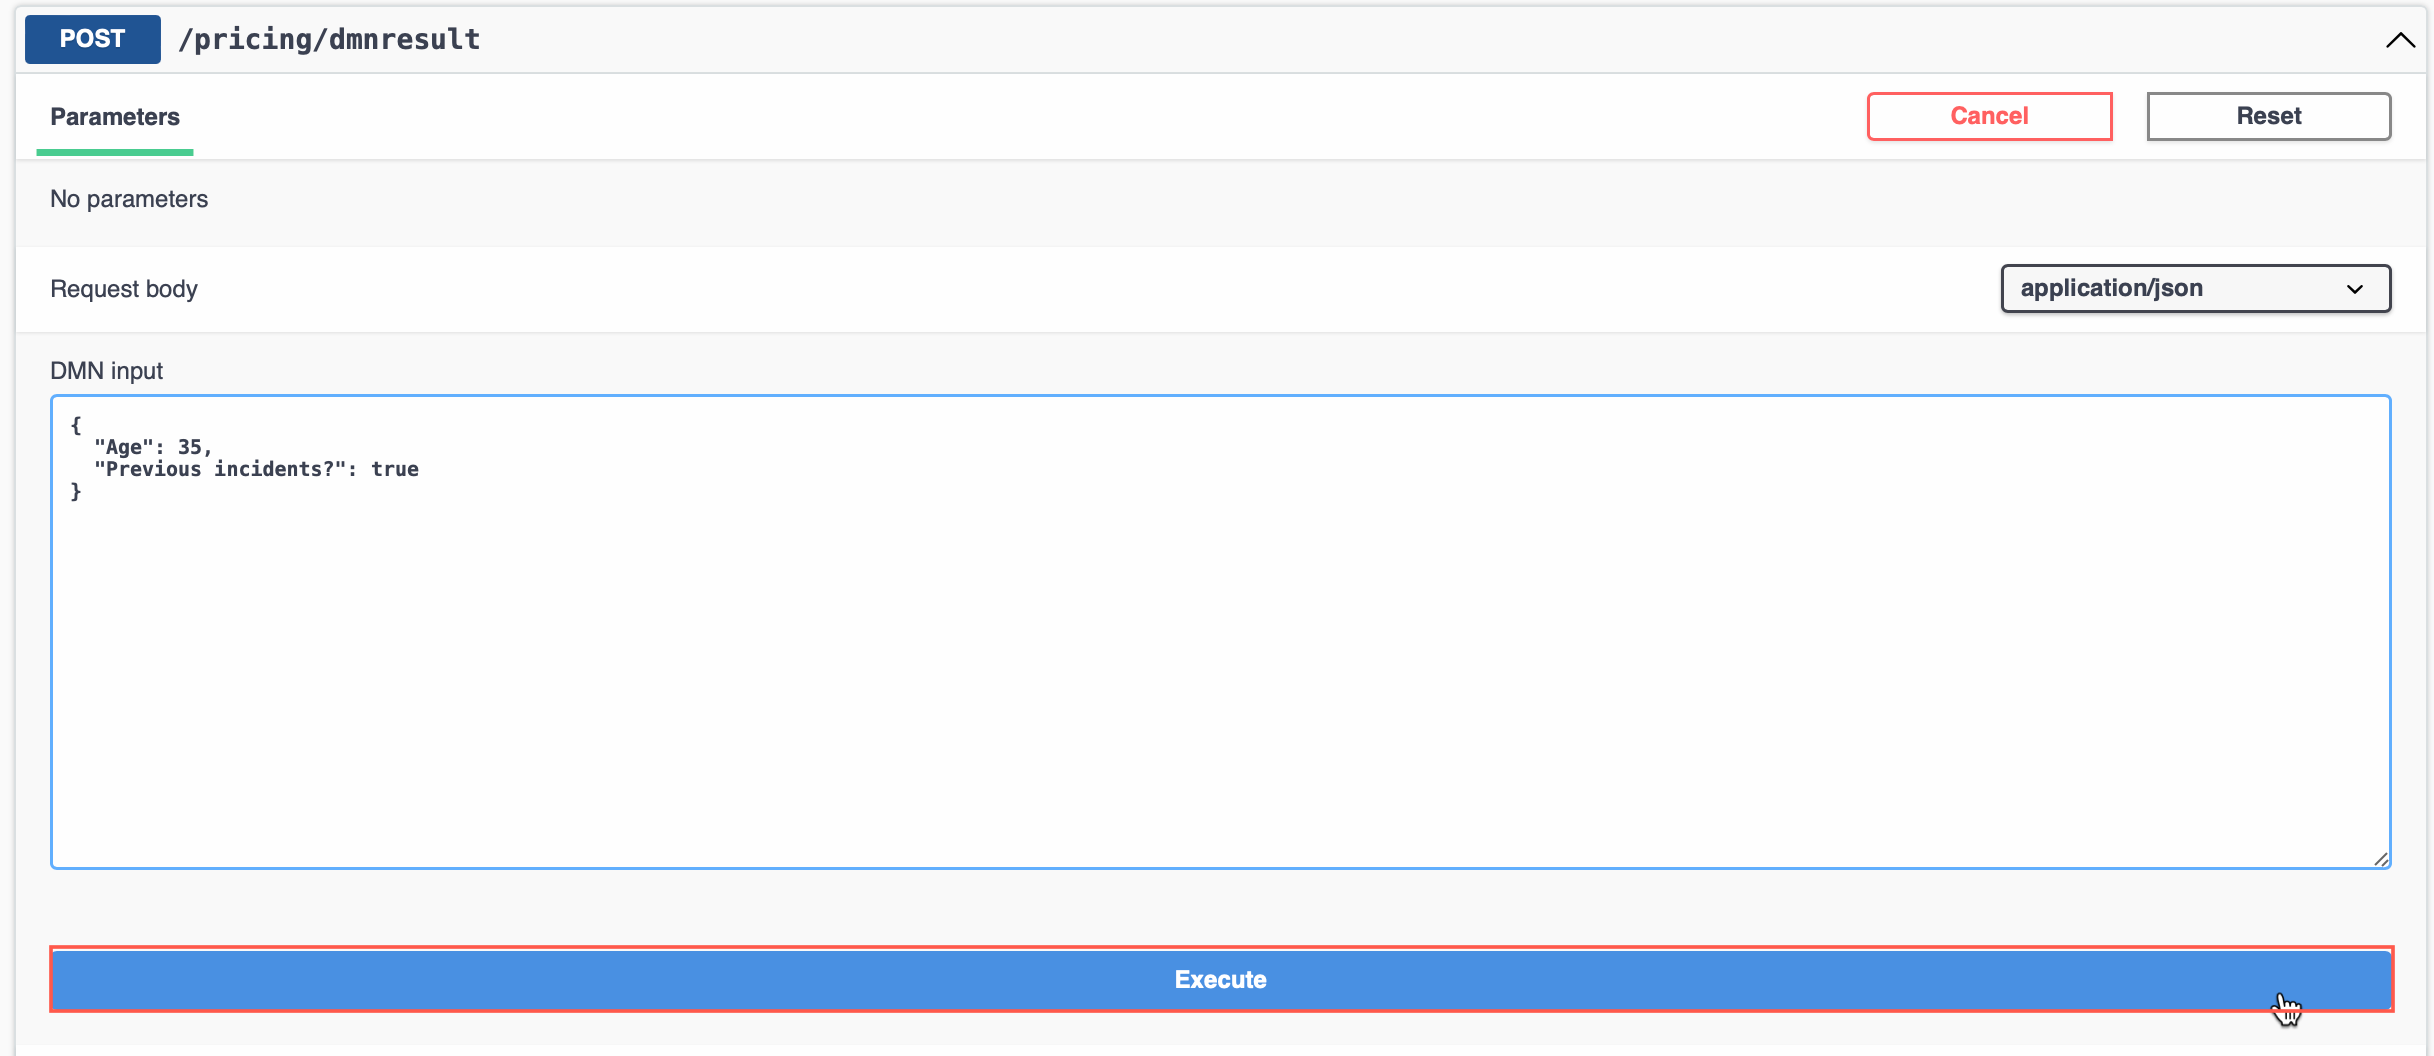 POST /pricing/dmnresult
Parameters
Cancel
Reset
No parameters
Request body
application/json
DMN input
{
  "Age": 35,
  "Previous incidents?": true
}
Execute